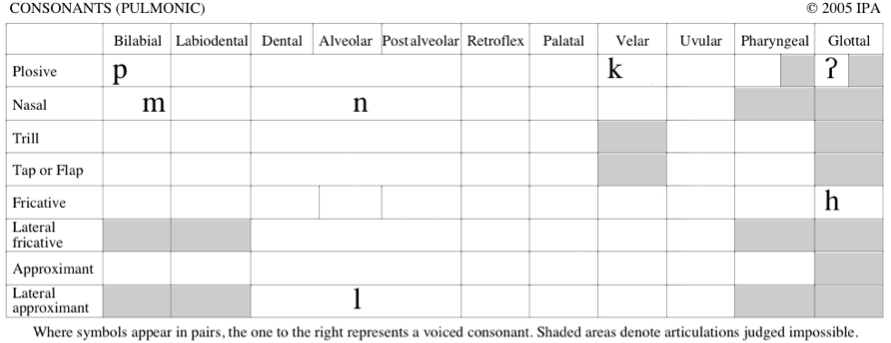 CONSONANTS (PULMONIC) © 2005 IPA
Bilabial Labiodental Dental Alveolar Postalveolar Retroflex Palatal Velar Uvular Pharyngeal Glottal
Plosive p k ʔ
Nasal m n
Trill
Tap or Flap
Fricative h
Lateral
fricative
Approximant
Lateral
approximant l
Where symbols appear in pairs, the one to the right represents a voiced consonant. Shaded areas denote articulations judged impossible.